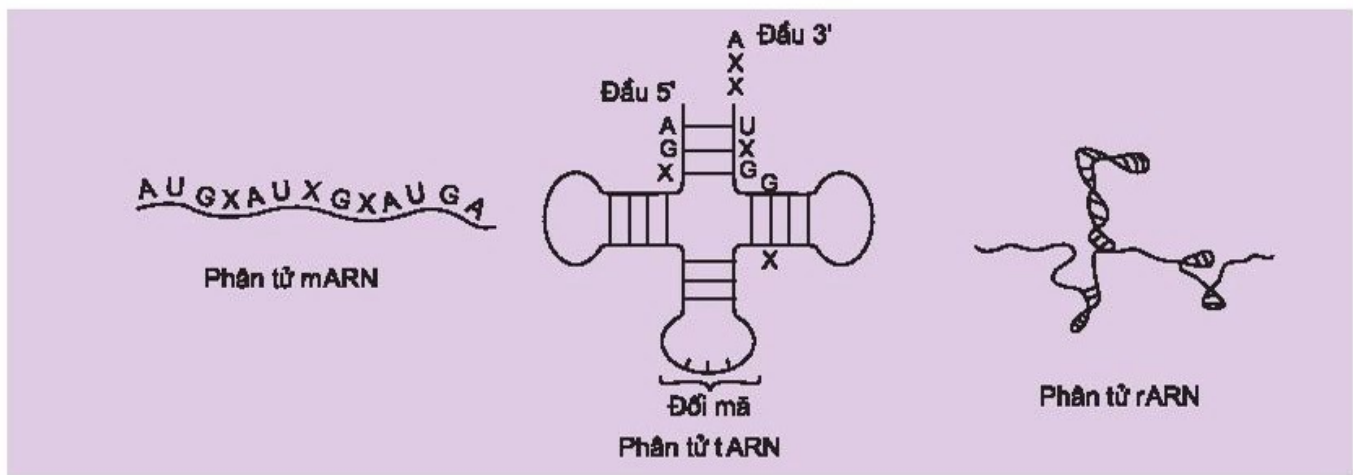 AUGXAUXGXAUGA
Phân tử mARN
A Đầu 3'
X
X
Đầu 5'
A U
G X
X G
G
X
Đối mã
Phân tử tARN
Phân tử rARN